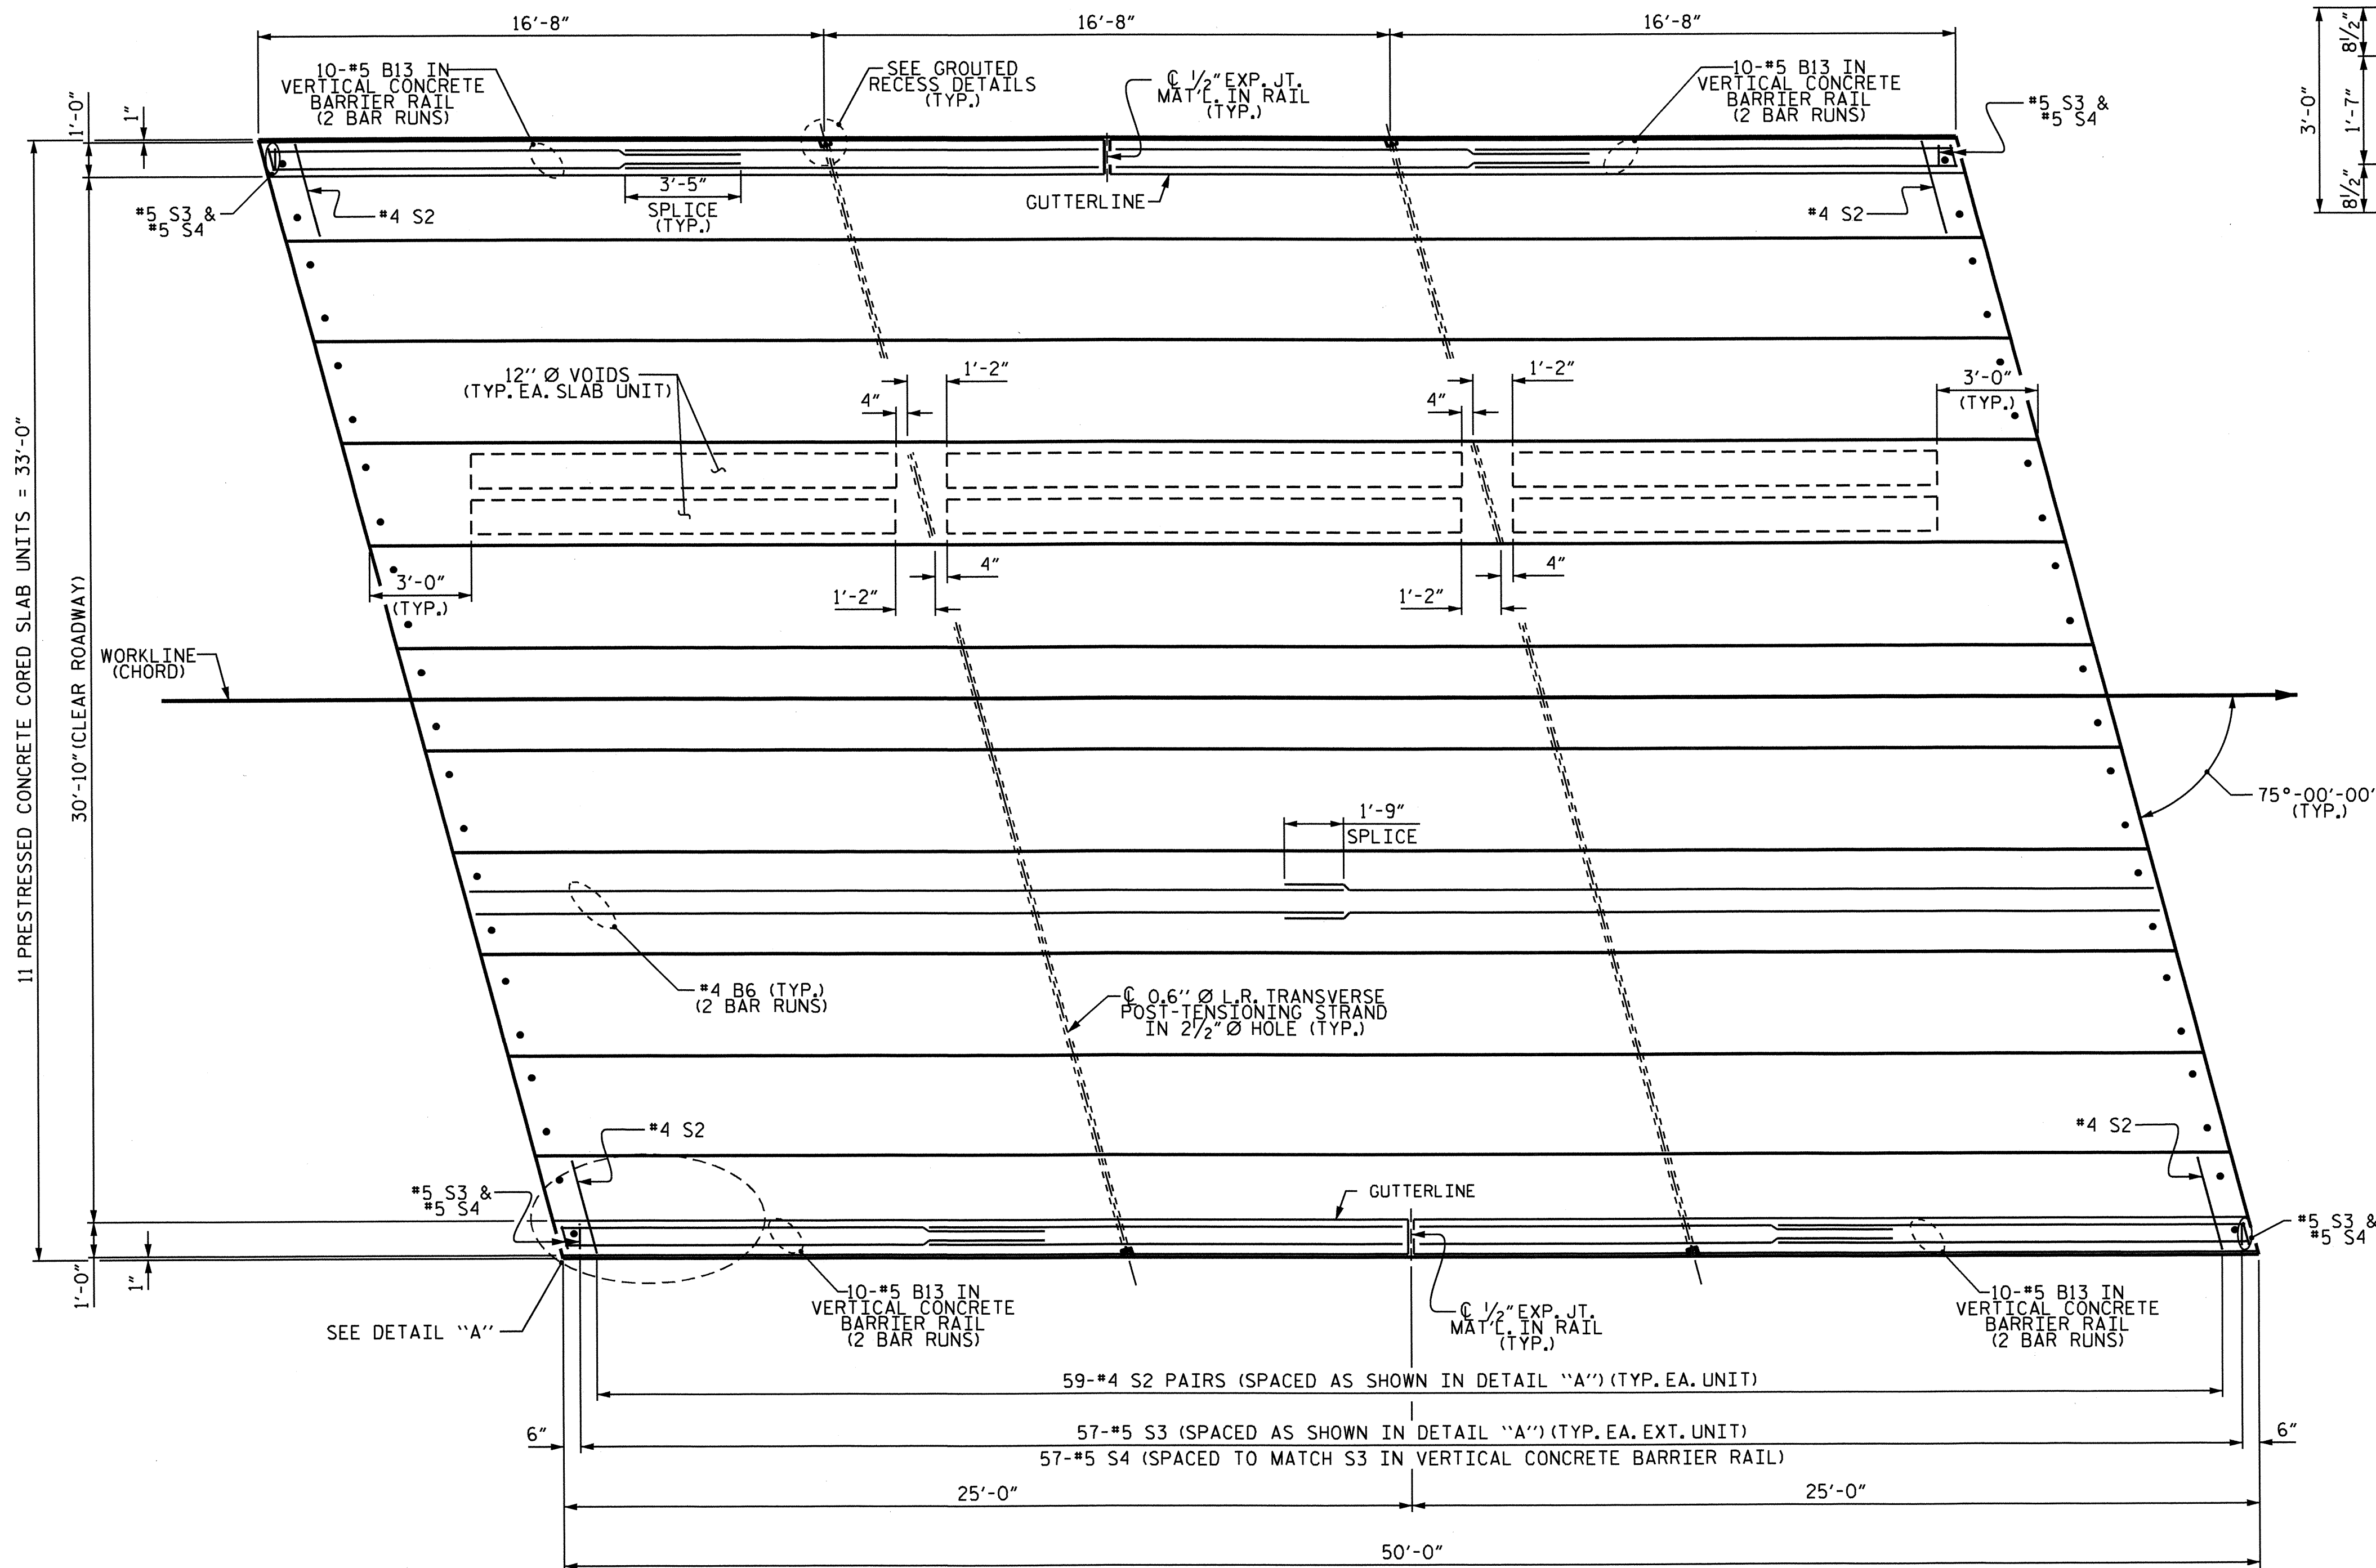 16'-8"
16'-8"
16'-8"
3'-0"
8½"
1'-7"
8½"
10-#5 B13 IN
VERTICAL CONCRETE
BARRIER RAIL
(2 BAR RUNS)
SEE GROUTED
RECESS DETAILS
(TYP.)
℄ ½" EXP. JT.
MAT'L. IN RAIL
(TYP.)
10-#5 B13 IN
VERTICAL CONCRETE
BARRIER RAIL
(2 BAR RUNS)
#5 S3 &
#5 S4
1'-0"
1"
#5 S3 &
#5 S4
#4 S2
3'-5"
SPLICE
(TYP.)
GUTTERLINE
#4 S2
12" Ø VOIDS
(TYP. EA. SLAB UNIT)
4"
1'-2"
4"
1'-2"
3'-0"
(TYP.)
11 PRESTRESSED CONCRETE CORED SLAB UNITS = 33'-0"
30'-10" (CLEAR ROADWAY)
3'-0"
(TYP.)
4"
1'-2"
4"
1'-2"
WORKLINE
(CHORD)
75°-00'-00'
(TYP.)
1'-9"
SPLICE
#4 B6 (TYP.)
(2 BAR RUNS)
℄ 0.6" Ø L.R. TRANSVERSE
POST-TENSIONING STRAND
IN 2½" Ø HOLE (TYP.)
#4 S2
#4 S2
#5 S3 &
#5 S4
GUTTERLINE
#5 S3 &
#5 S4
1'-0"
1"
SEE DETAIL "A"
10-#5 B13 IN
VERTICAL CONCRETE
BARRIER RAIL
(2 BAR RUNS)
℄ ½" EXP. JT.
MAT'L. IN RAIL
(TYP.)
10-#5 B13 IN
VERTICAL CONCRETE
BARRIER RAIL
(2 BAR RUNS)
59-#4 S2 PAIRS (SPACED AS SHOWN IN DETAIL "A") (TYP. EA. UNIT)
6"
57-#5 S3 (SPACED AS SHOWN IN DETAIL "A") (TYP. EA. EXT. UNIT)
6"
57-#5 S4 (SPACED TO MATCH S3 IN VERTICAL CONCRETE BARRIER RAIL)
25'-0"
25'-0"
50'-0"